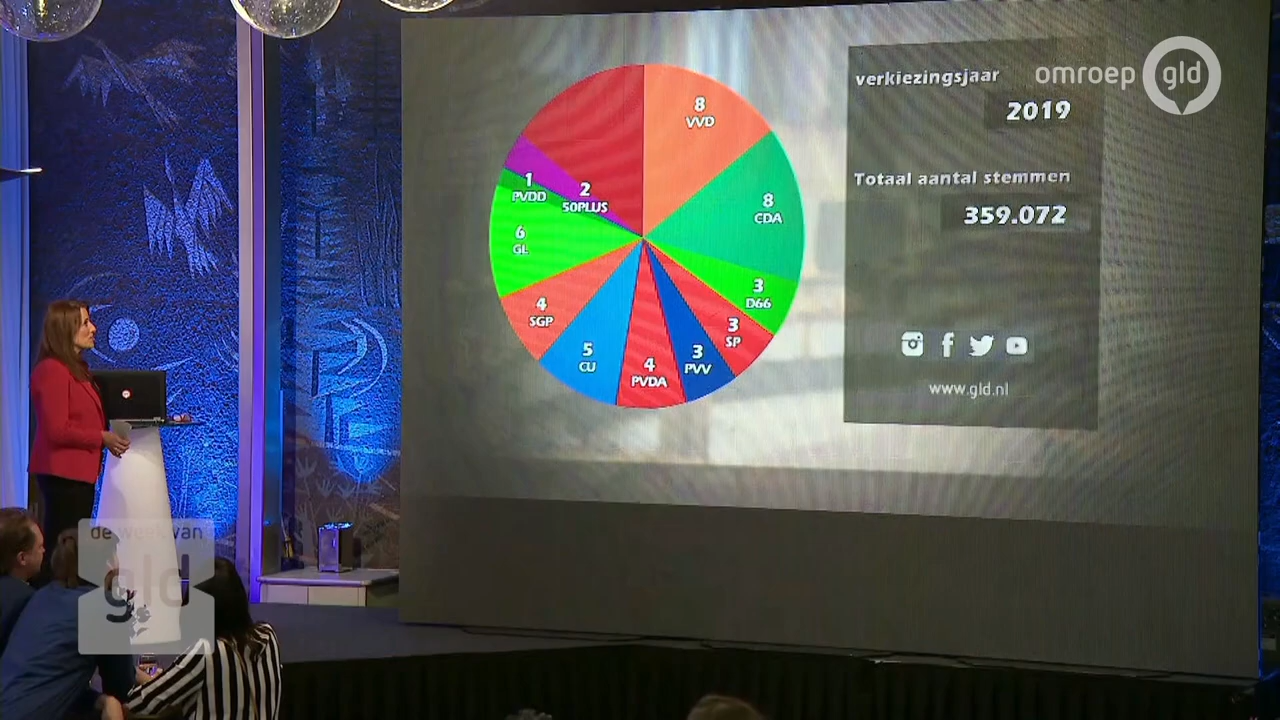 8
VVD
8
CDA
3
D66
3
SP
3
PVV
4
PVDA
5
CU
4
SGP
6
GL
1
PVDD
2
50PLUS
verkiezingsjaar
2019
Totaal aantal stemmen
359.072
www.gld.nl
omroep gld
de week van
gld